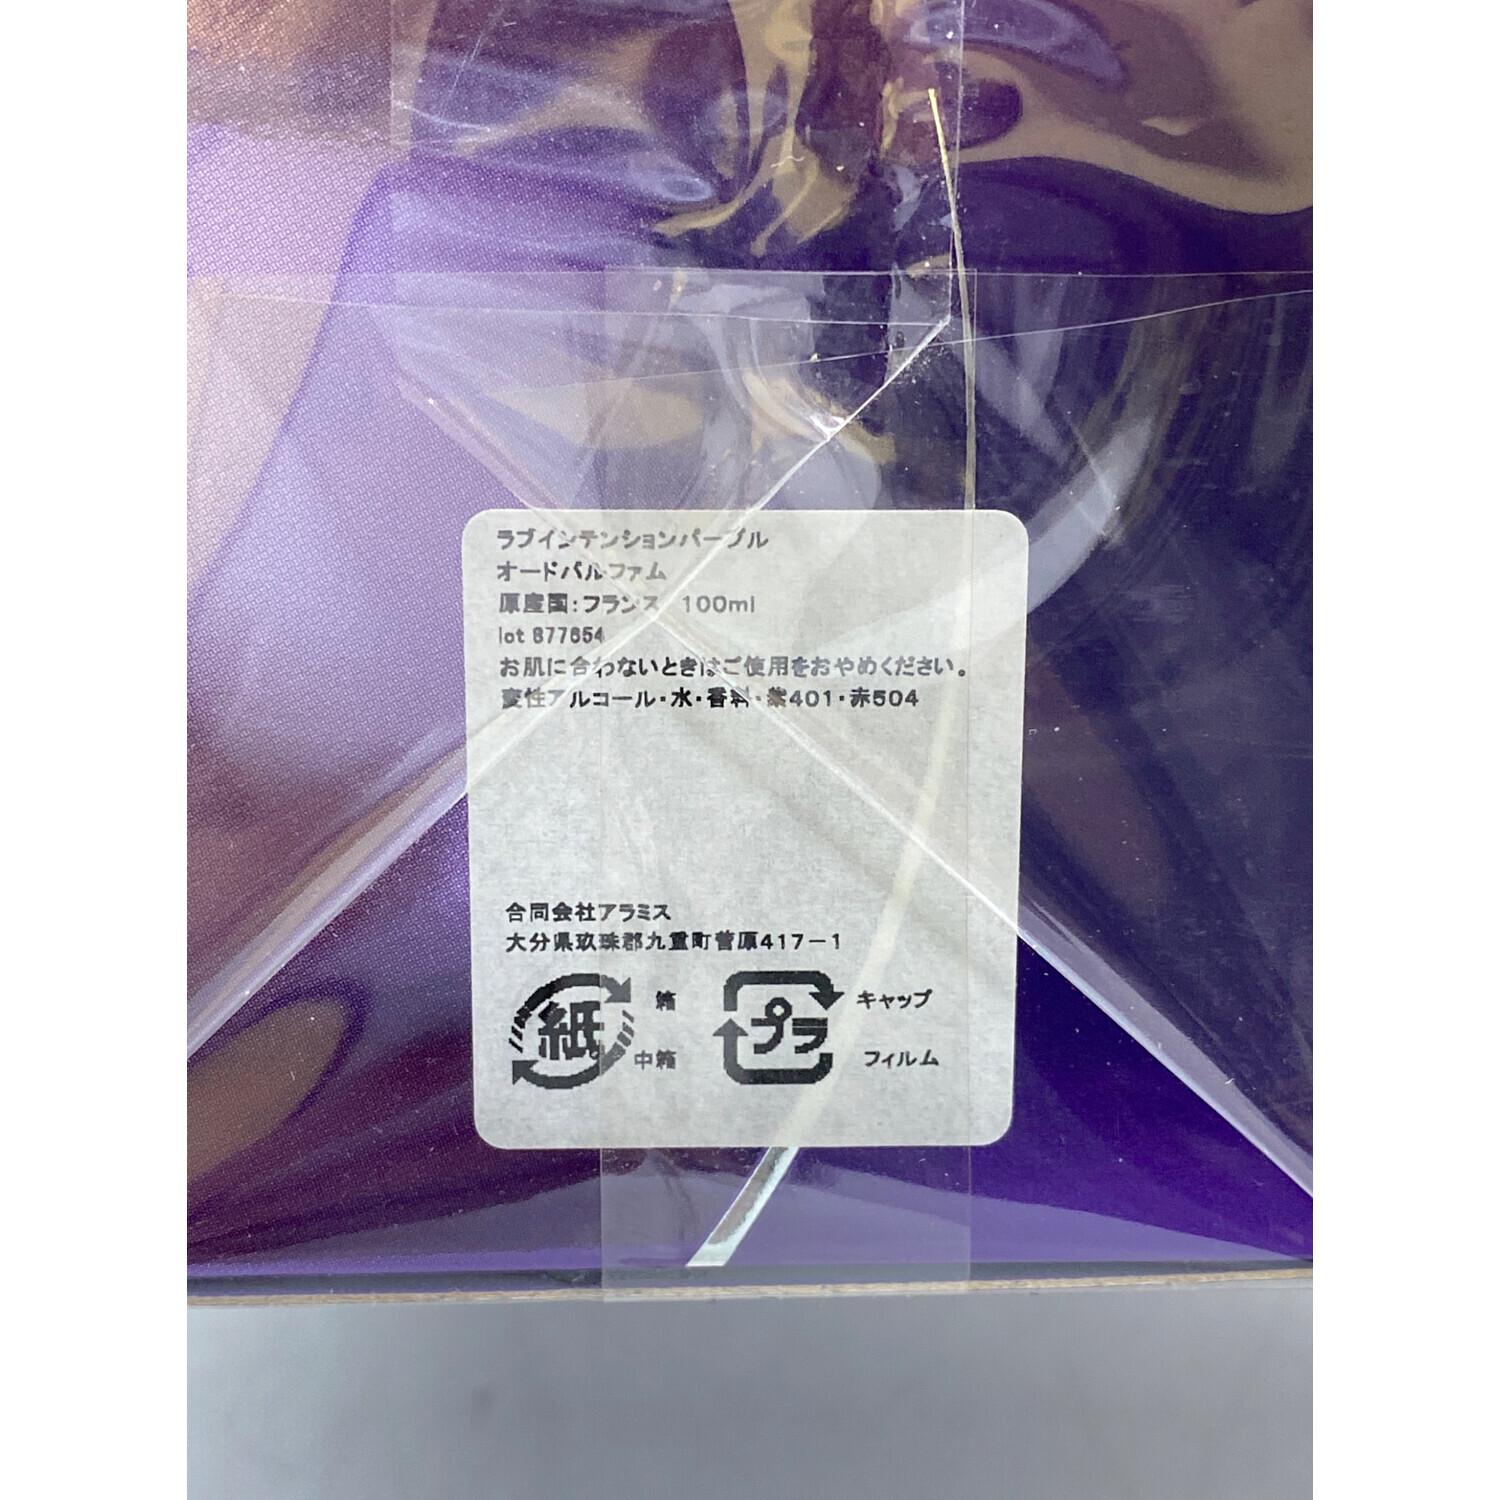 ラブインテンションパープル
オードパルファム
原産国:フランス 100ml
lot 877654
お肌に合わないときはご使用をおやめください。
変性アルコール・水・香料・紫401・赤504
合同会社アラミス
大分県玖珠郡九重町菅原417-1
紙 箱
中箱
プラ キャップ
フィルム